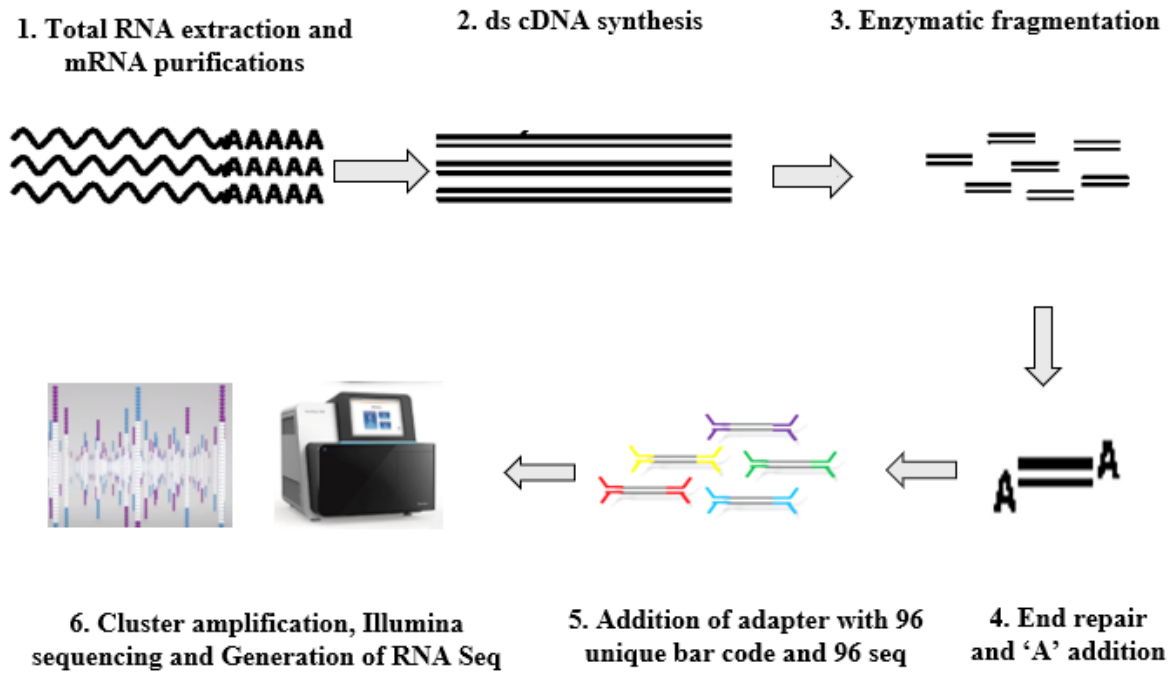 1. Total RNA extraction and
mRNA purifications
2. ds cDNA synthesis
3. Enzymatic fragmentation
AAAAA
AAAAA
AAAAA
A
A
5. Addition of adapter with 96
unique bar code and 96 seq
4. End repair
and ‘A’ addition
6. Cluster amplification, Illumina
sequencing and Generation of RNA Seq